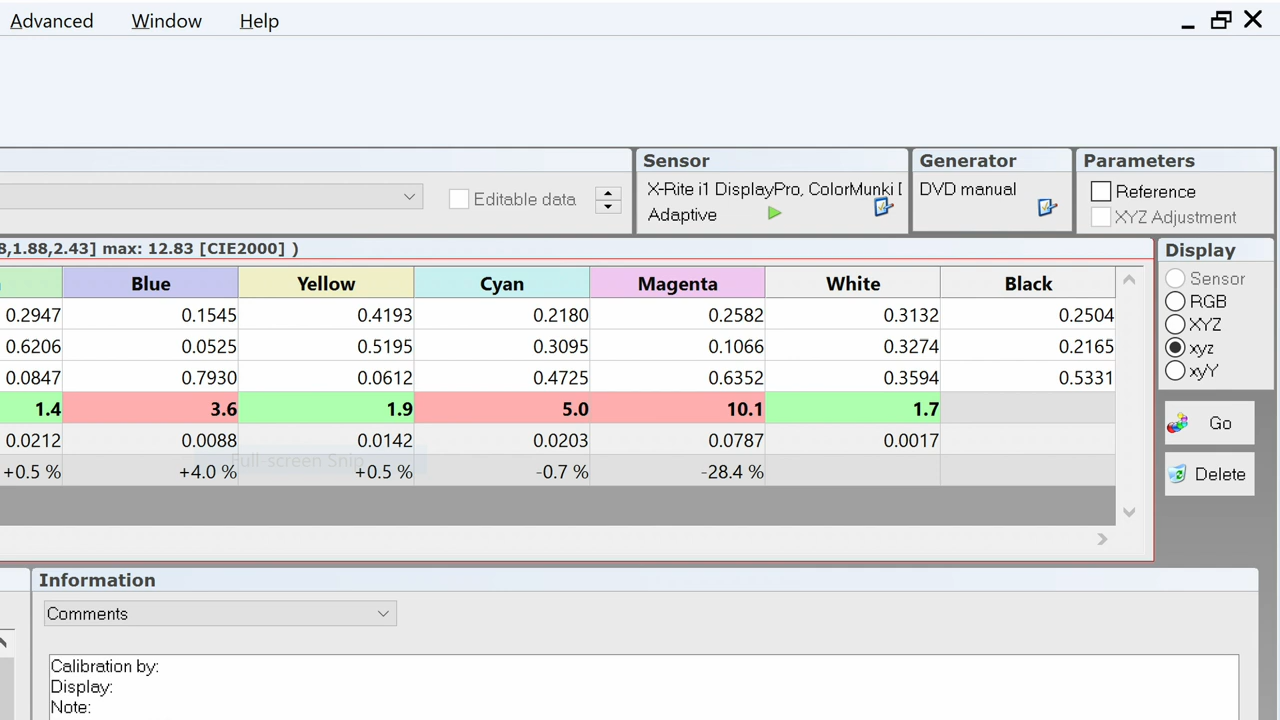 Advanced Window Help
Sensor Generator Parameters
X-Rite i1 DisplayPro, ColorMunki DVD manual Reference
Editable data
Adaptive XYZ Adjustment
8,1.88,2.43] max: 12.83 [CIE2000] ) Display
Blue Yellow Cyan Magenta White Black Sensor
0.2947 0.1545 0.4193 0.2180 0.2582 0.3132 0.2504 RGB
0.6206 0.0525 0.5195 0.3095 0.1066 0.3274 0.2165 XYZ
0.0847 0.7930 0.0612 0.4725 0.6352 0.3594 0.5331 xyz
xyY
1.4 3.6 1.9 5.0 10.1 1.7
Go
0.0212 0.0088 0.0142 0.0203 0.0787 0.0017
Full screen Snip
+0.5 % +4.0 % +0.5 % -0.7 % -28.4 % Delete
Information
Comments
Calibration by:
Display:
Note: